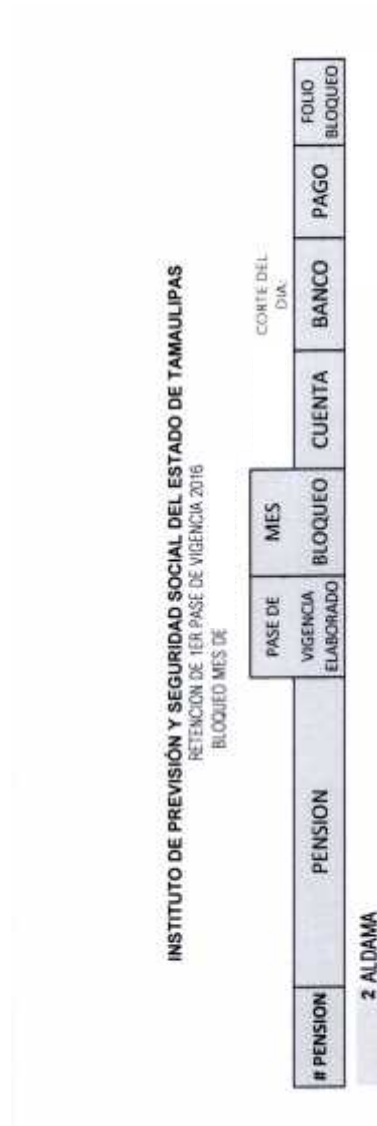 INSTITUTO DE PREVISIÓN Y SEGURIDAD SOCIAL DEL ESTADO DE TAMAULIPAS
RETENCION DE 1ER PASE DE VIGENCIA 2016
BLOQUEO MES DE
CORTE DEL
DIA:
# PENSION
PENSION
PASE DE
VIGENCIA
ELABORADO
MES
BLOQUEO
CUENTA
BANCO
PAGO
FOLIO
BLOQUEO
2 ALDAMA